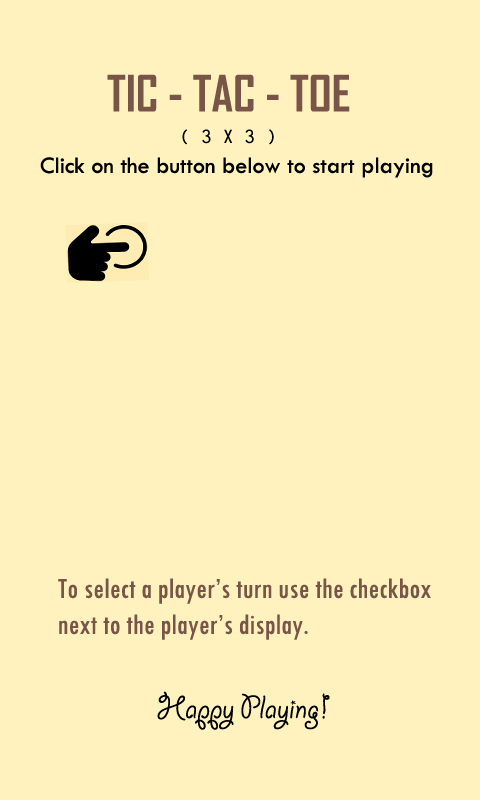 TIC - TAC - TOE
( 3 X 3 )
Click on the button below to start playing
To select a player’s turn use the checkbox
next to the player’s display.
Happy Playing!